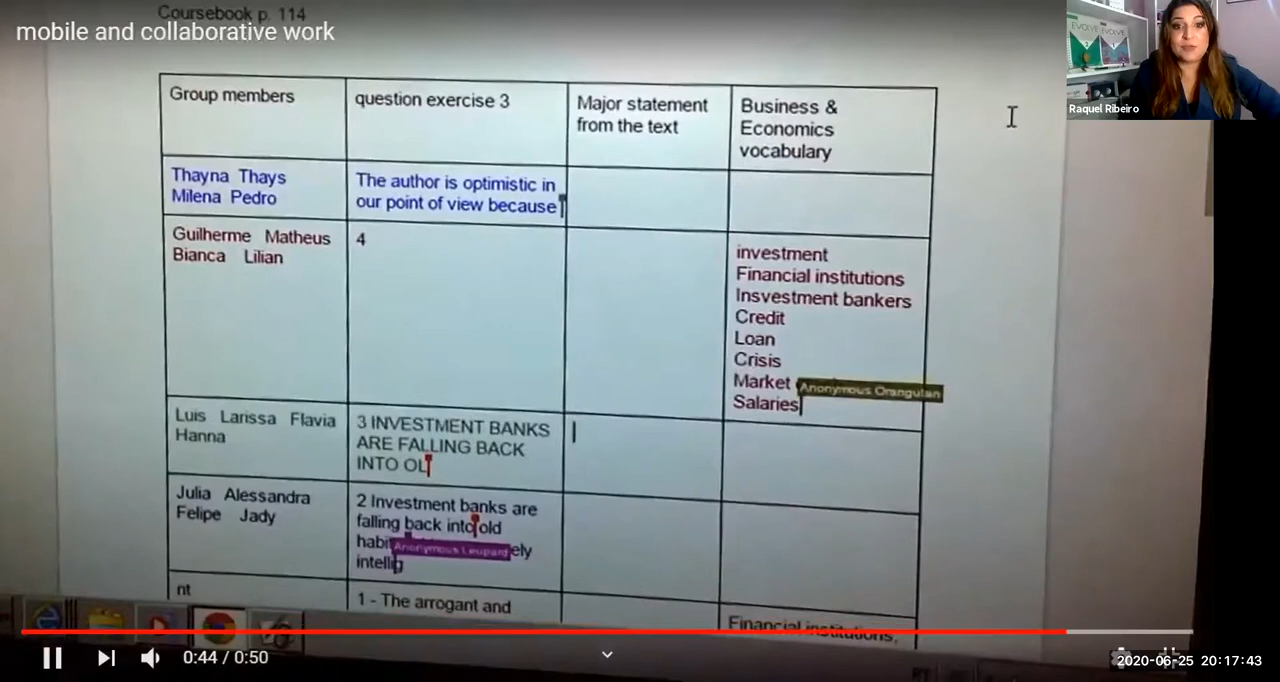 Coursebook p. 114
mobile and collaborative work
EVOLVE EVOLVE
Raquel Ribeiro
Group members
question exercise 3
Major statement
from the text
Business &
Economics
vocabulary
Thayna Thays
Milena Pedro
The author is optimistic in
our point of view because
Guilherme Matheus
Bianca Lilian
4
investment
Financial institutions
Insvestment bankers
Credit
Loan
Crisis
Market
Anonymous Orangutan
Salaries
Luis Larissa Flavia
Hanna
3 INVESTMENT BANKS
ARE FALLING BACK
INTO OL
Julia Alessandra
Felipe Jady
2 Investment banks are
falling back into old
habi
Anonymous Leopard
ely
intellig
nt
1 - The arrogant and
Financial institutions,
0:44 / 0:50
2020-06-25 20:17:43